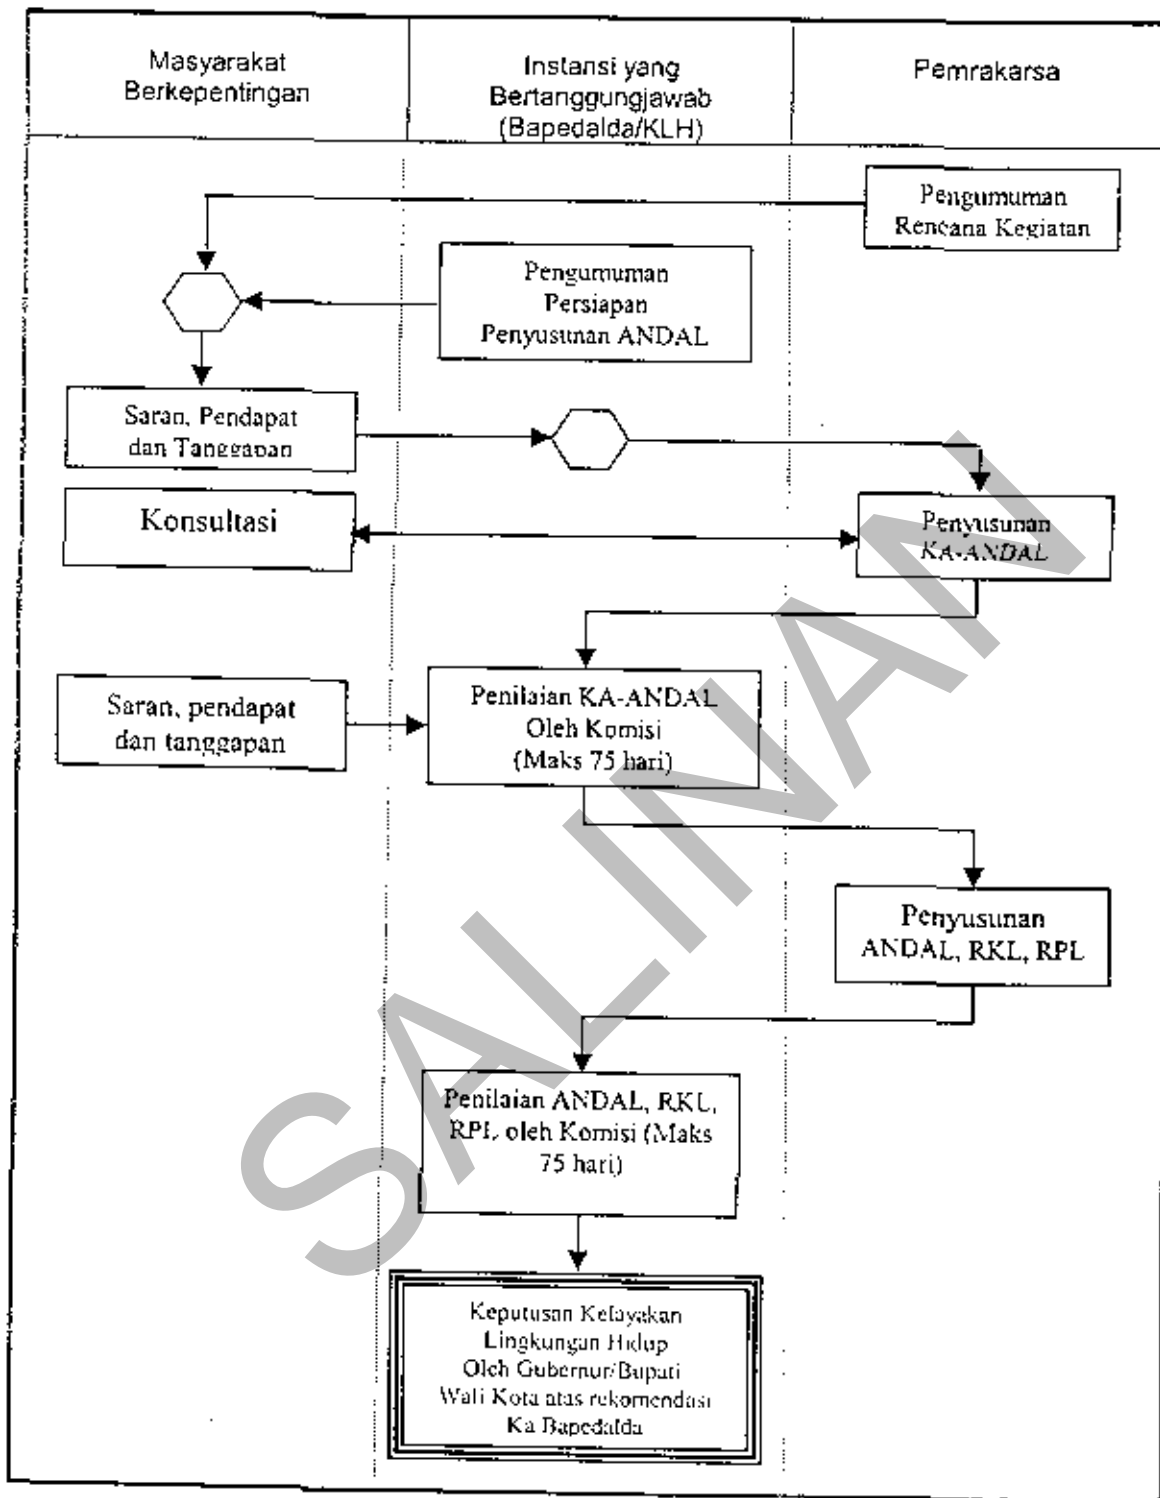 Masyarakat
Berkepentingan
Instansi yang
Bertanggungjawab
(Bapedalda/KLH)
Pemrakarsa
Pengumuman
Rencana Kegiatan
Pengumuman
Persiapan
Penyusunan ANDAL
Saran, Pendapat
dan Tanggapan
Konsultasi
Penyusunan
KA-ANDAL
Saran, pendapat
dan tanggapan
Penilaian KA-ANDAL
Oleh Komisi
(Maks 75 hari)
Penyusunan
ANDAL, RKL, RPL
Penilaian ANDAL, RKL,
RPL oleh Komisi (Maks
75 hari)
Keputusan Kelayakan
Lingkungan Hidup
Oleh Gubernur/Bupati
Wali Kota atas rekomendasi
Ka Bapedalda
SALINAN